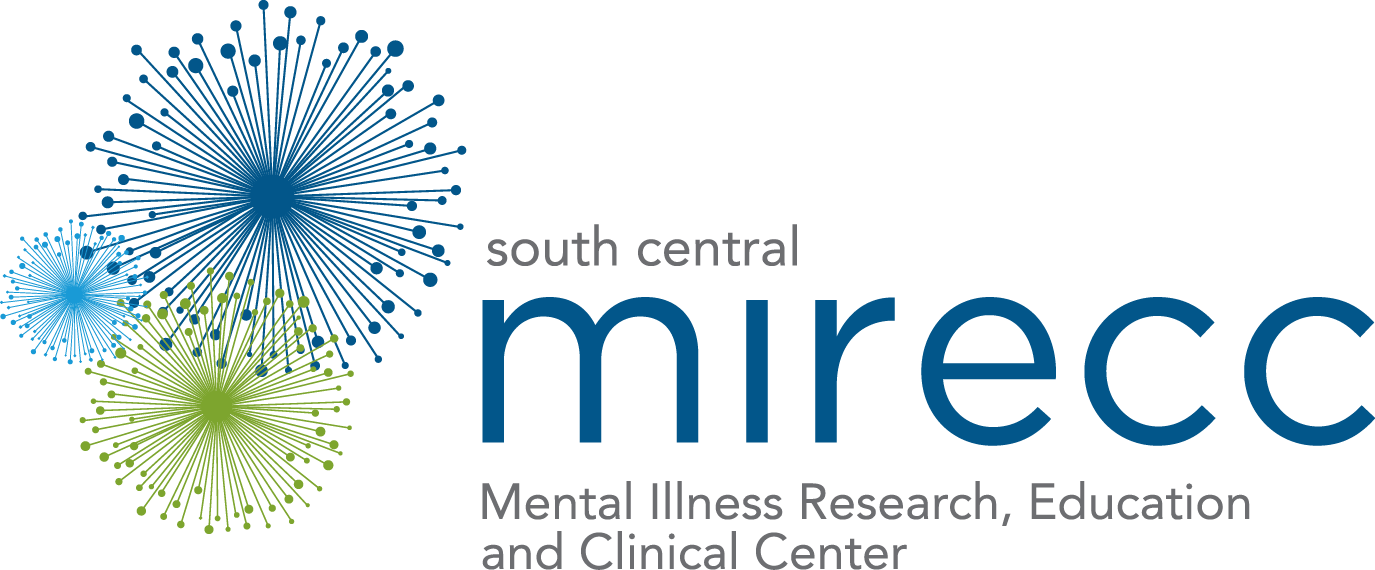 south central
mirecc
Mental Illness Research, Education
and Clinical Center